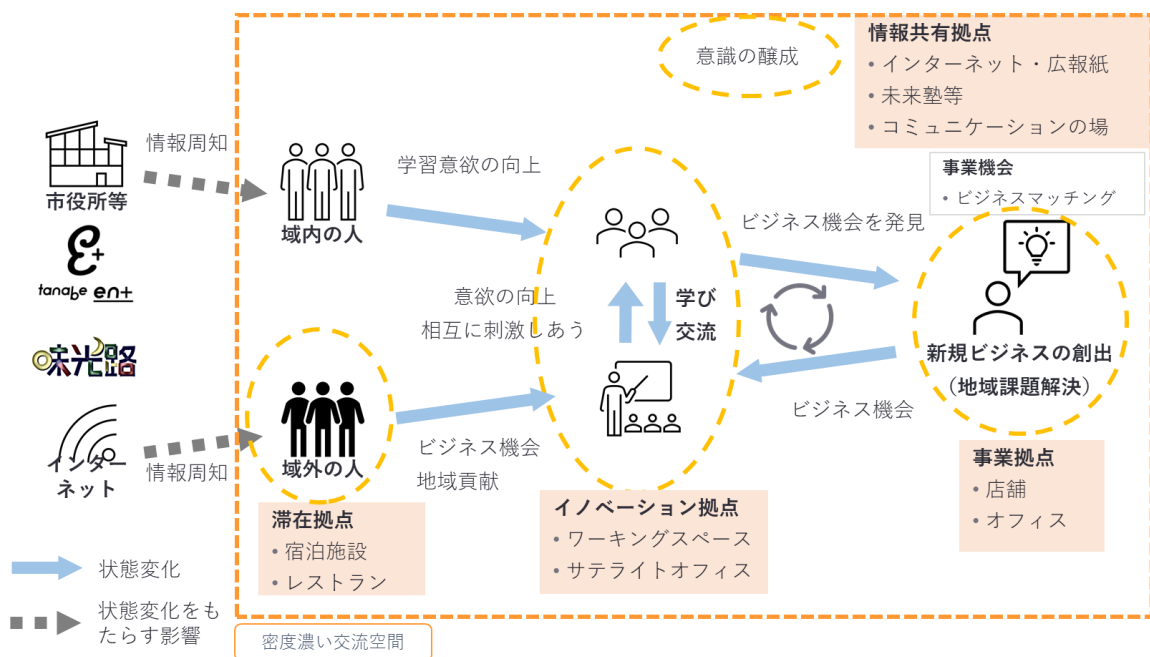 意識の醸成
情報共有拠点
• インターネット・広報紙
• 未来塾等
• コミュニケーションの場
情報周知
市役所等
域内の人
学習意欲の向上
ビジネス機会を発見
事業機会
• ビジネスマッチング
ε+
tanabe en+
味光路
意欲の向上
相互に刺激しあう
学び
交流
新規ビジネスの創出
（地域課題解決）
ビジネス機会
インター
ネット
情報周知
域外の人
ビジネス機会
地域貢献
滞在拠点
• 宿泊施設
• レストラン
イノベーション拠点
• ワーキングスペース
• サテライトオフィス
事業拠点
• 店舗
• オフィス
状態変化
状態変化をも
たらす影響
密度濃い交流空間